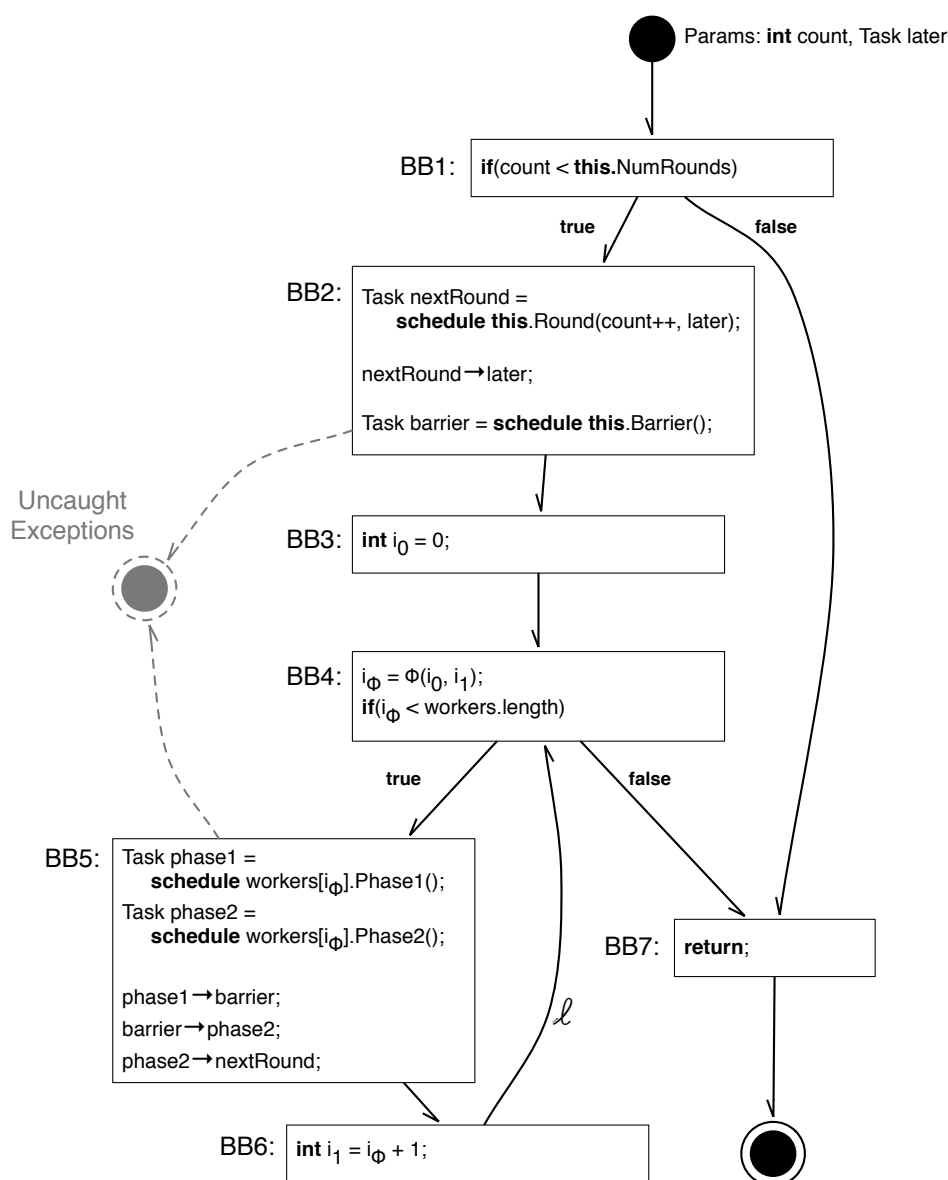 Params: int count, Task later
BB1:
if(count < this.NumRounds)
true
false
BB2:
Task nextRound =
schedule this.Round(count++, later);
nextRound→later;
Task barrier = schedule this.Barrier();
Uncaught
Exceptions
BB3:
int i0 = 0;
BB4:
iΦ = Φ(i0, i1);
if(iΦ < workers.length)
true
false
BB5:
Task phase1 =
schedule workers[iΦ].Phase1();
Task phase2 =
schedule workers[iΦ].Phase2();
phase1→barrier;
barrier→phase2;
phase2→nextRound;
BB7:
return;
ℓ
BB6:
int i1 = iΦ + 1;